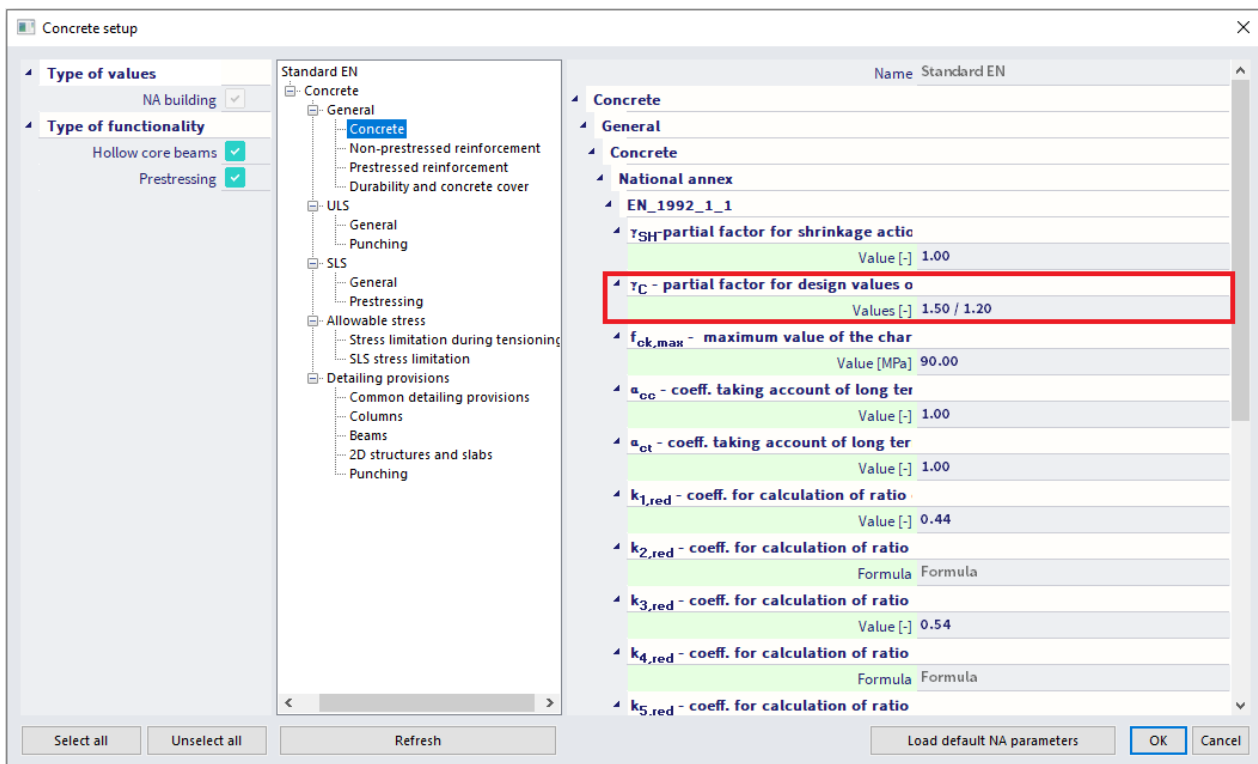 Concrete setup
Type of values
NA building
Type of functionality
Hollow core beams
Prestressing
Standard EN
Concrete
General
Concrete
Non-prestressed reinforcement
Prestressed reinforcement
Durability and concrete cover
ULS
General
Punching
SLS
General
Prestressing
Allowable stress
Stress limitation during tensioning
SLS stress limitation
Detailing provisions
Common detailing provisions
Columns
Beams
2D structures and slabs
Punching
Name Standard EN
Concrete
General
Concrete
National annex
EN_1992_1_1
γSH-partial factor for shrinkage actio
Value [-] 1.00
γC - partial factor for design values o
Values [-] 1.50 / 1.20
fck,max - maximum value of the char
Value [MPa] 90.00
αcc - coeff. taking account of long ter
Value [-] 1.00
αct - coeff. taking account of long ter
Value [-] 1.00
k1,red - coeff. for calculation of ratio
Value [-] 0.44
k2,red - coeff. for calculation of ratio
Formula Formula
k3,red - coeff. for calculation of ratio
Value [-] 0.54
k4,red - coeff. for calculation of ratio
Formula Formula
k5,red - coeff. for calculation of ratio
Select all
Unselect all
Refresh
Load default NA parameters
OK
Cancel